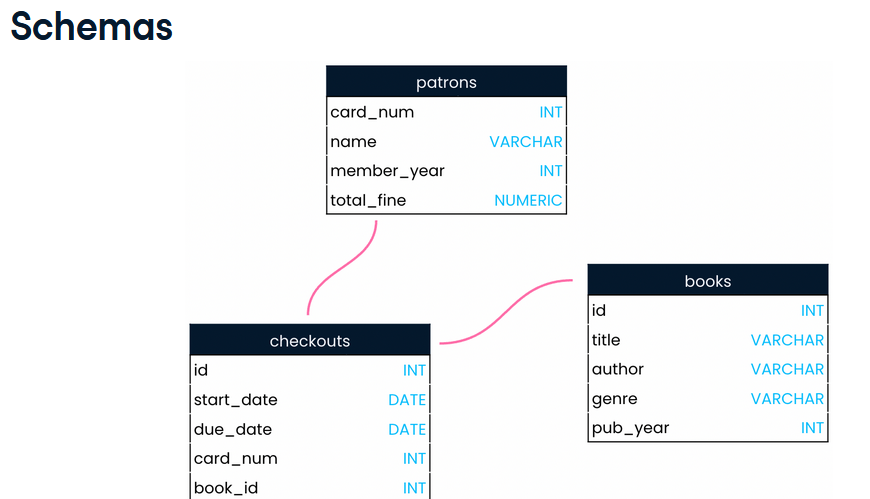 Schemas
patrons
card_num INT
name VARCHAR
member_year INT
total_fine NUMERIC
checkouts
id INT
start_date DATE
due_date DATE
card_num INT
book_id INT
books
id INT
title VARCHAR
author VARCHAR
genre VARCHAR
pub_year INT